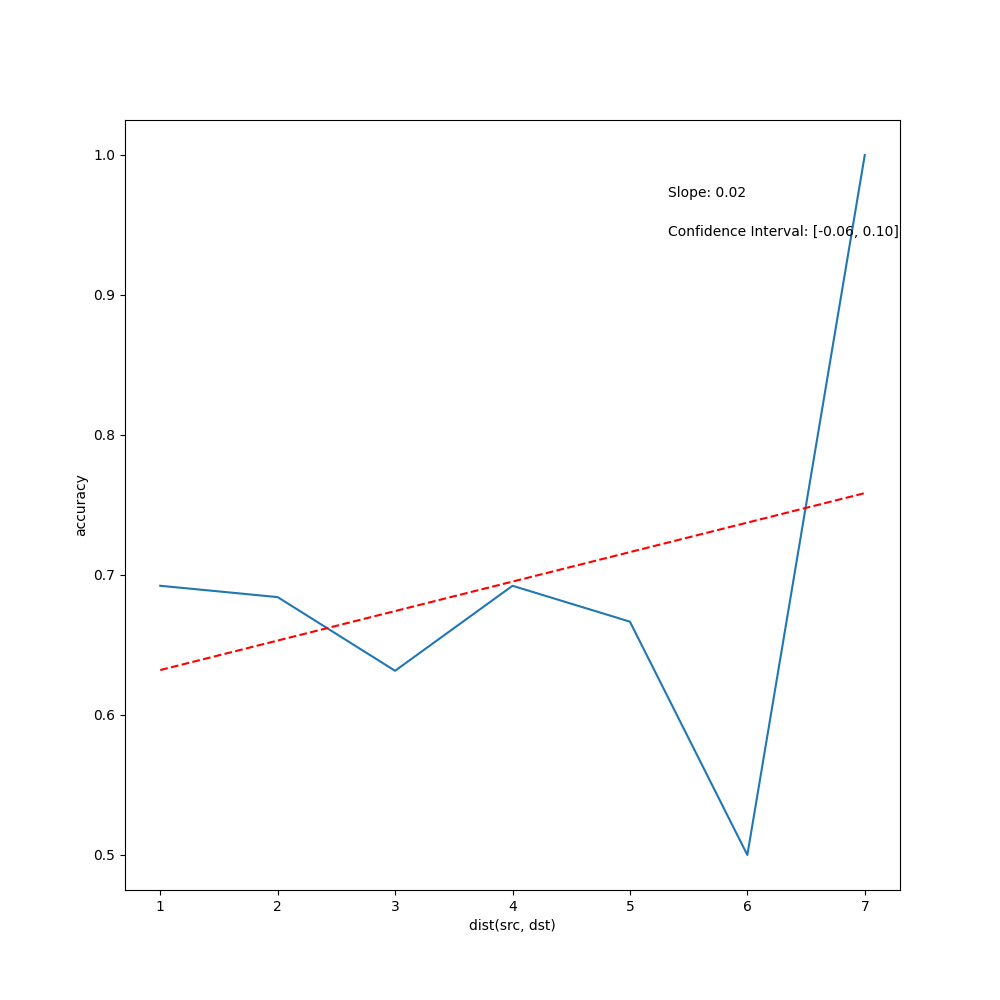 1.0
Slope: 0.02
Confidence Interval: [-0.06, 0.10]
0.9
0.8
0.7
0.6
0.5
accuracy
1 2 3 4 5 6 7
dist(src, dst)